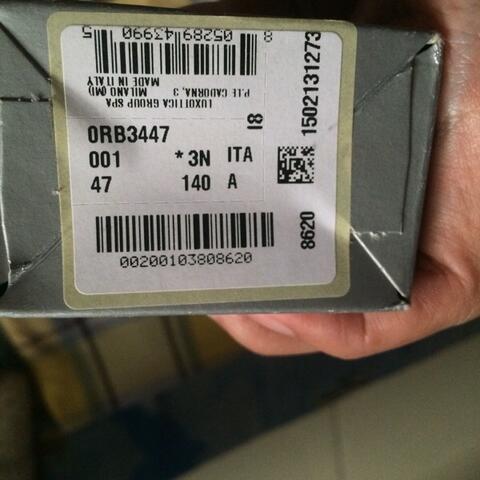 8 05289 43990 5
LUXOTTICA GROUP SPA
P.LE CADORNA, 3
MILANO (MI)
MADE IN ITALY
0RB3447
001 *3N ITA
47 140 A
18
1502131273
8620
00200103808620